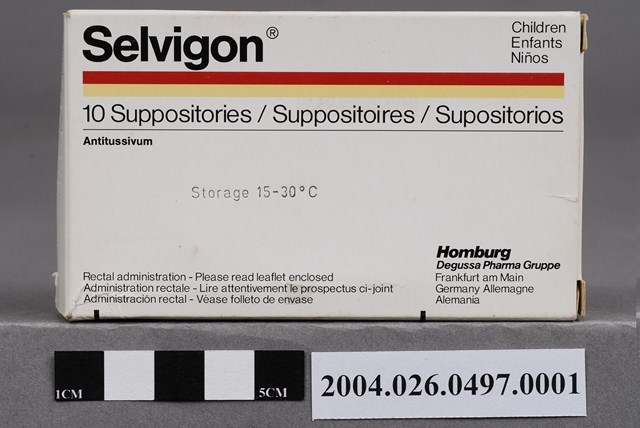 Selvigon®
Children
Enfants
Niños
10 Suppositories / Suppositoires / Supositorios
Antitussivum
Storage 15-30°C
Homburg
Degussa Pharma Gruppe
Frankfurt am Main
Germany Allemagne
Alemania
Rectal administration - Please read leaflet enclosed
Administration rectale - Lire attentivement le prospectus ci-joint
Administración rectal - Véase folleto de envase
1CM
5CM
2004.026.0497.0001